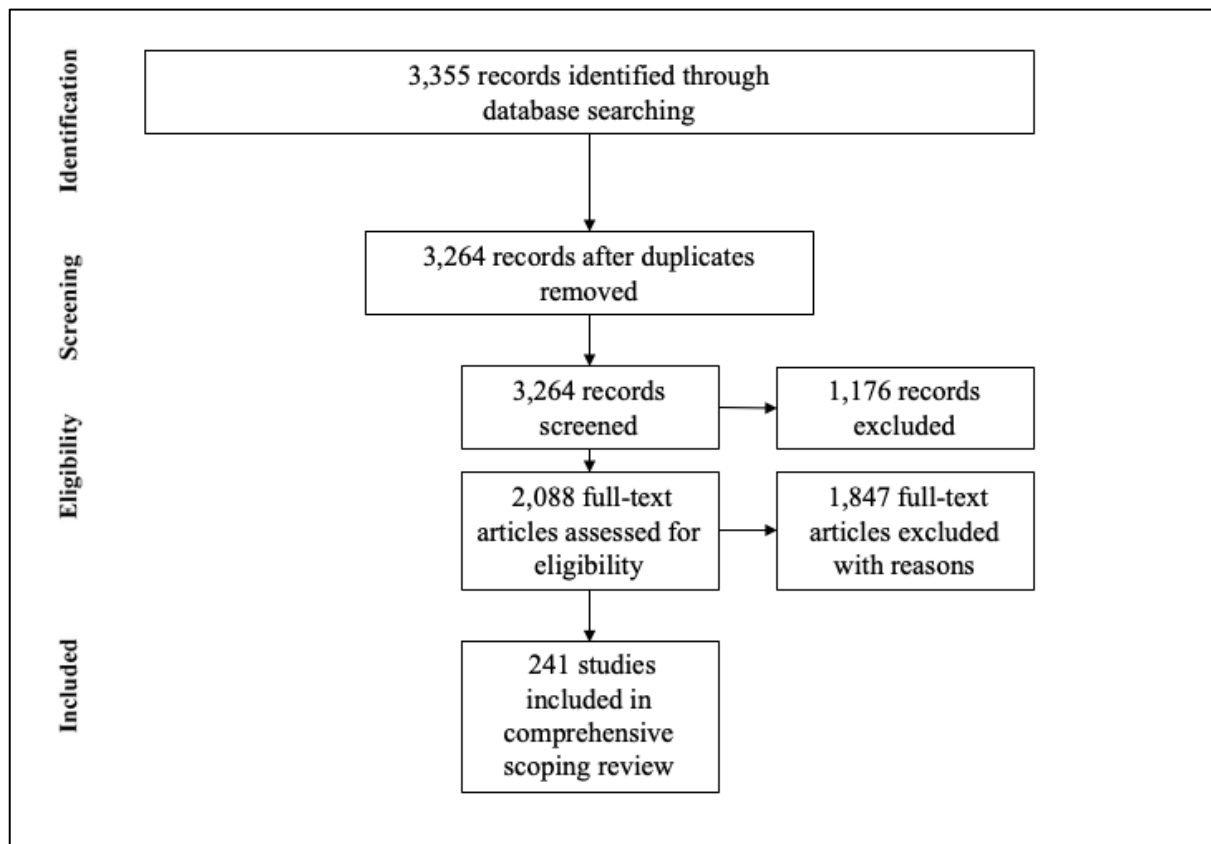 Identification
3,355 records identified through
database searching
Screening
3,264 records after duplicates
removed
Eligibility
3,264 records
screened
1,176 records
excluded
2,088 full-text
articles assessed for
eligibility
1,847 full-text
articles excluded
with reasons
Included
241 studies
included in
comprehensive
scoping review